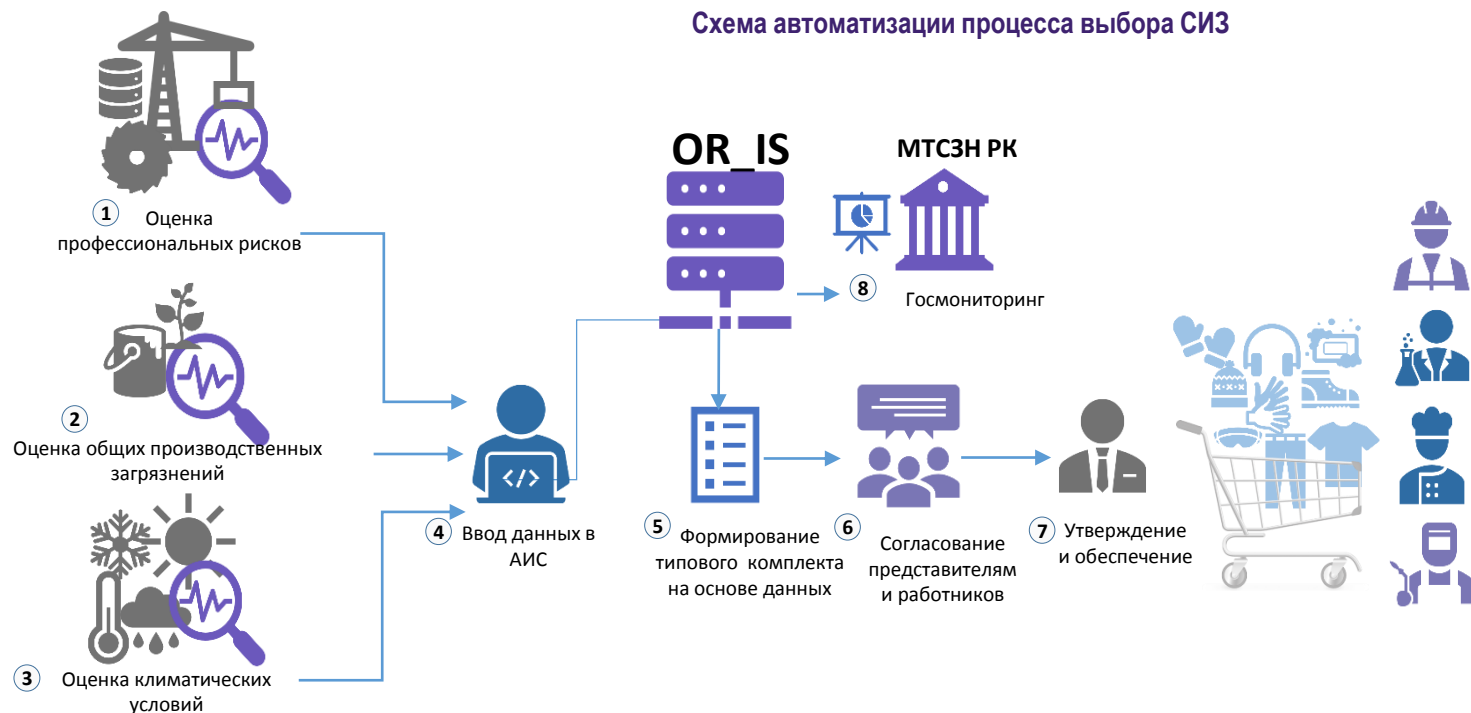 Схема автоматизации процесса выбора СИЗ
OR_IS
МТСЗН РК
1 Оценка
профессиональных рисков
8 Госмониторинг
2
Оценка общих производственных
загрязнений
</>
3 Оценка климатических
условий
4 Ввод данных в
АИС
5 Формирование
типового комплекта
на основе данных
6 Согласование
представителям
и работников
7 Утверждение
и обеспечение